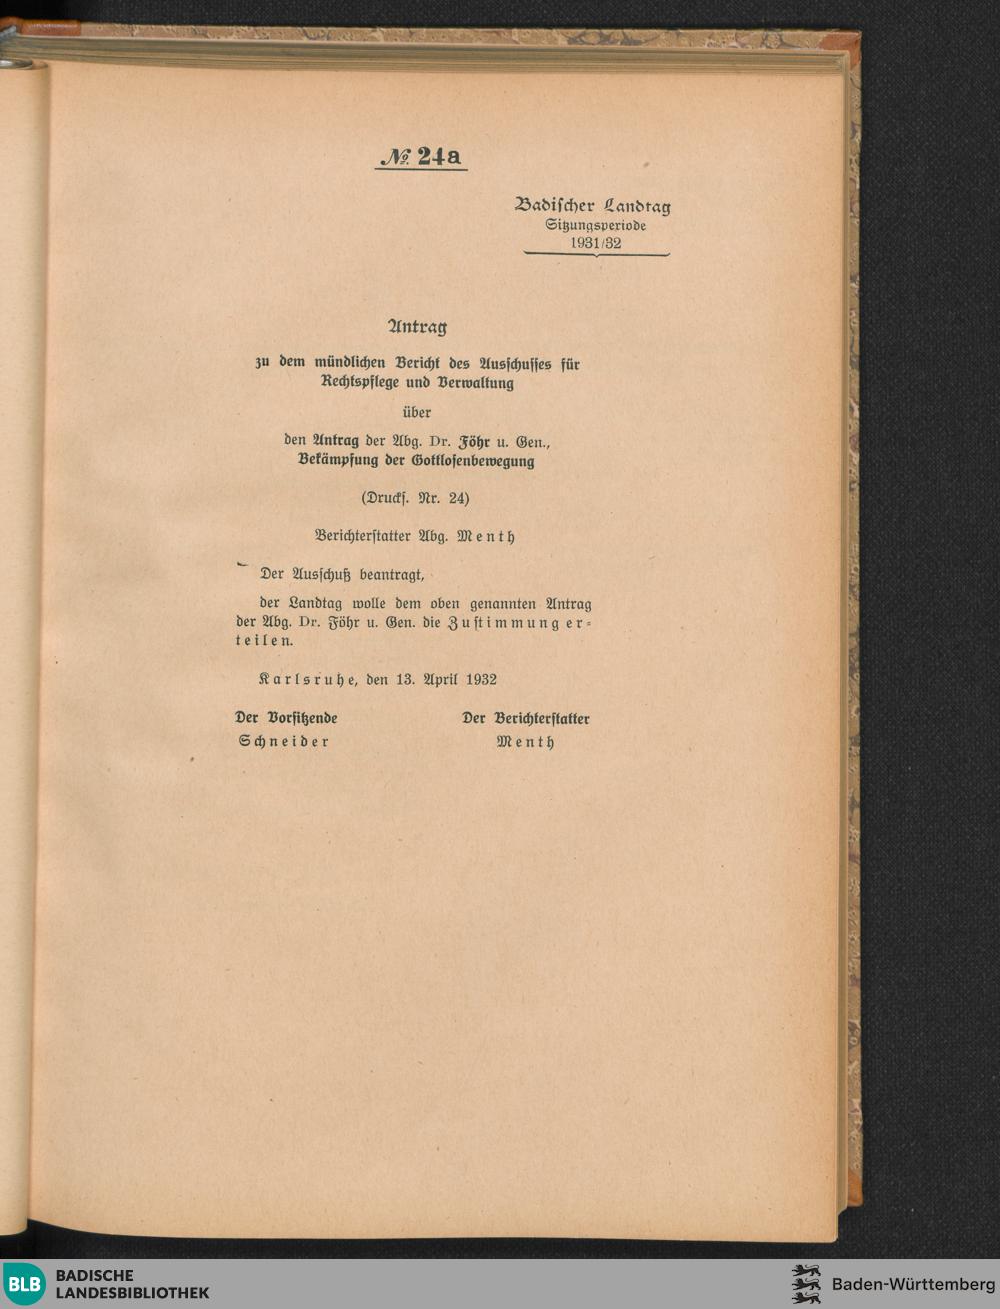 № 24a
Badischer Landtag
Sitzungsperiode
1931/32
Antrag
zu dem mündlichen Bericht des Ausschusses für
Rechtspflege und Verwaltung
über
den Antrag der Abg. Dr. Föhr u. Gen.,
Bekämpfung der Gottlosenbewegung
(Drucks. Nr. 24)
Berichterstatter Abg. Menth
Der Ausschuß beantragt,
der Landtag wolle dem oben genannten Antrag
der Abg. Dr. Föhr u. Gen. die Zustimmung er-
teilen.
Karlsruhe, den 13. April 1932
Der Vorsitzende Der Berichterstatter
Schneider Menth
BLB BADISCHE
LANDESBIBLIOTHEK
Baden-Württemberg